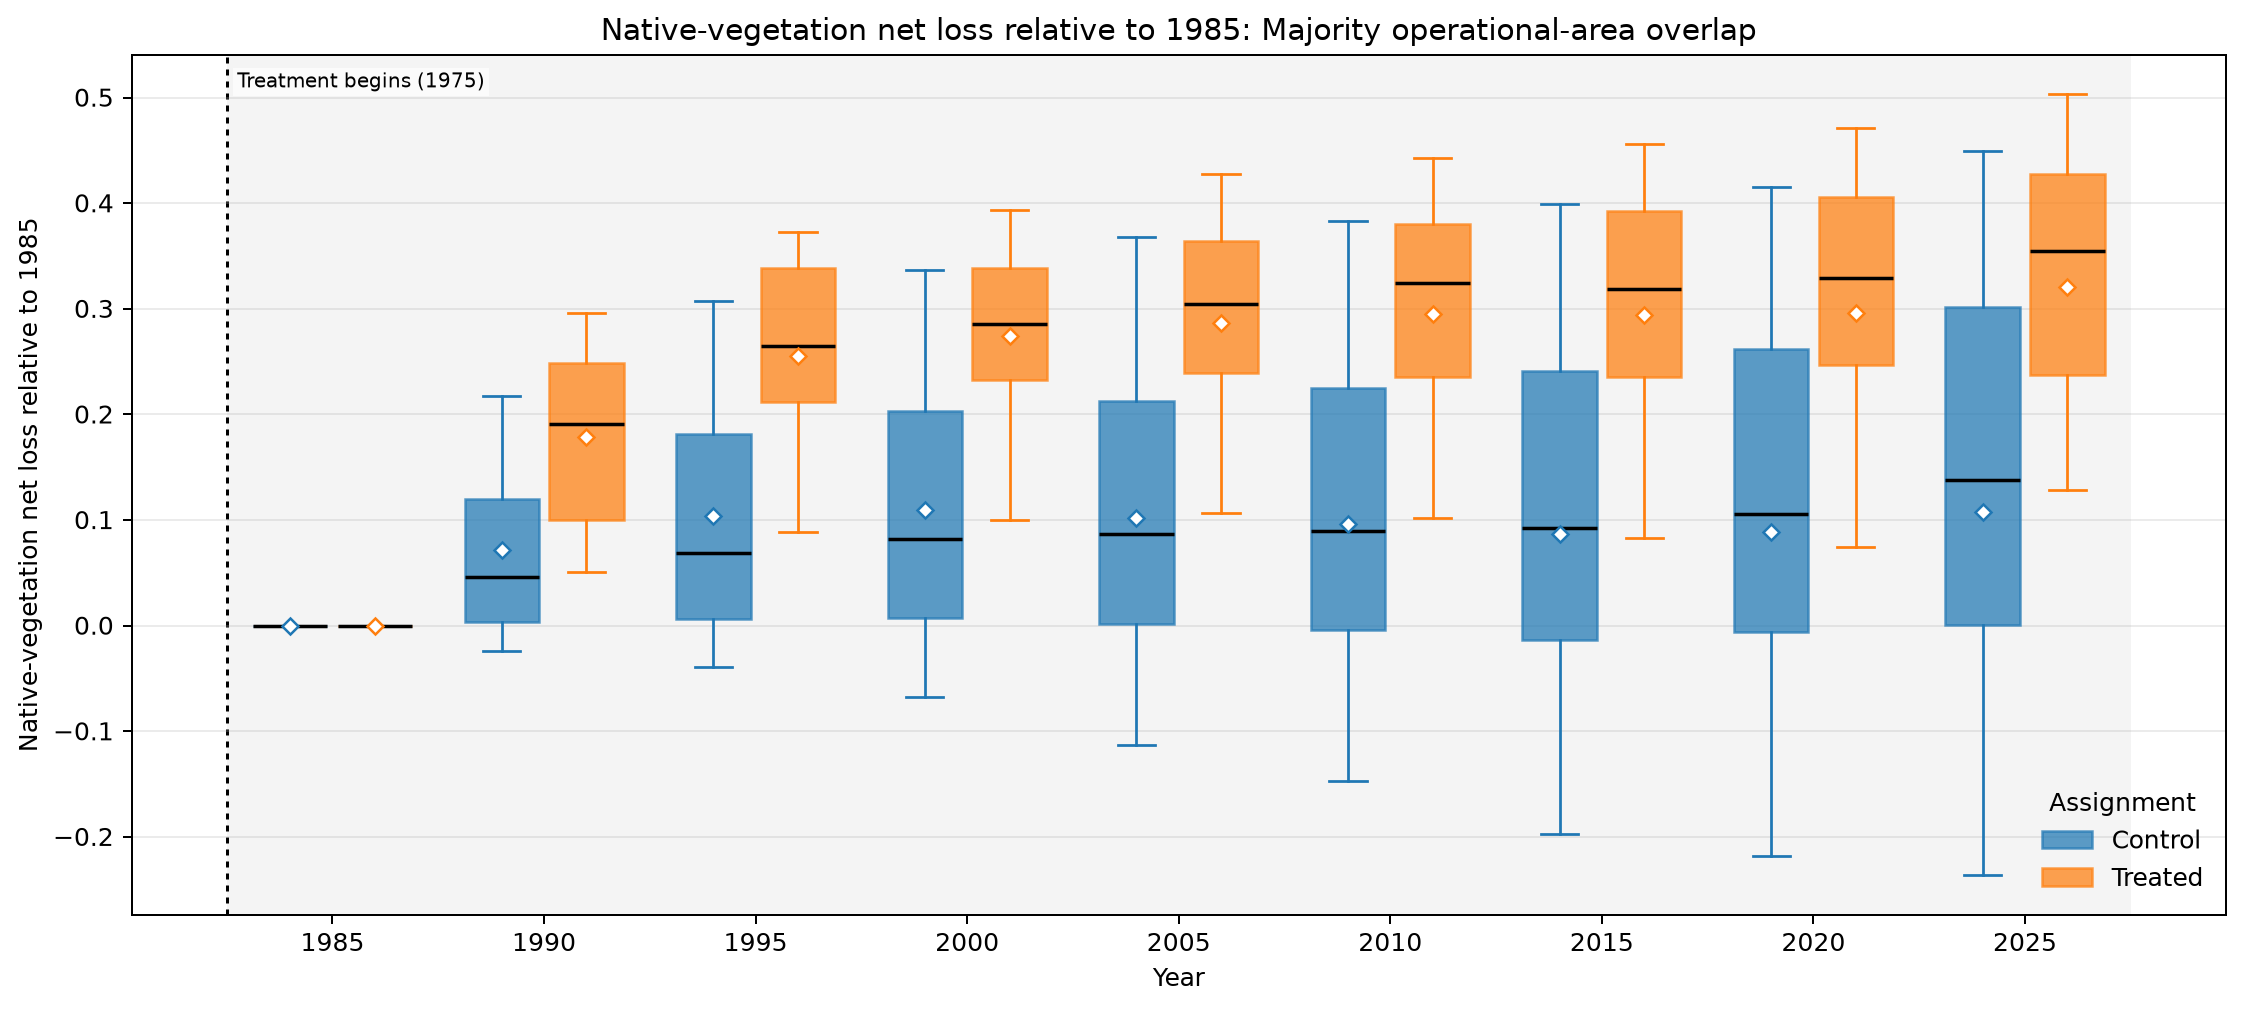 Native-vegetation net loss relative to 1985: Majority operational-area overlap
Treatment begins (1975)
Native-vegetation net loss relative to 1985
0.5
0.4
0.3
0.2
0.1
0.0
−0.1
−0.2
Assignment
Control
Treated
1985
1990
1995
2000
2005
2010
2015
2020
2025
Year